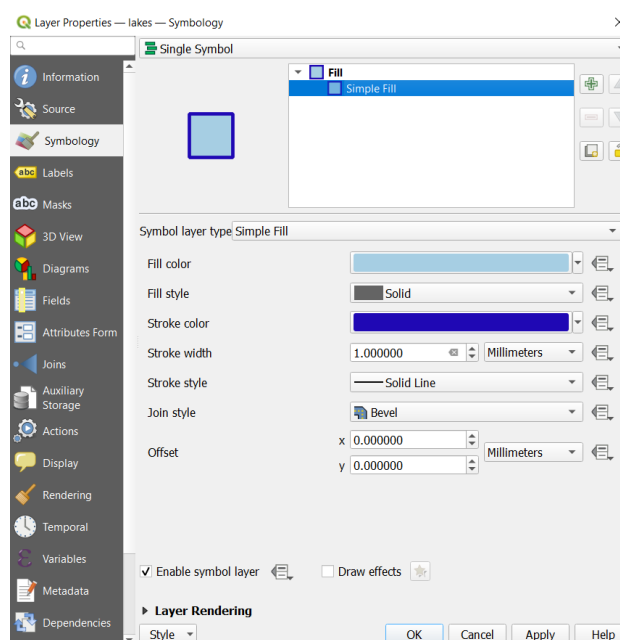 Layer Properties — lakes — Symbology
Single Symbol
Information
Source
Symbology
abc Labels
abc Masks
3D View
Diagrams
Fields
Attributes Form
Joins
Auxiliary
Storage
Actions
Display
Rendering
Temporal
Variables
Metadata
Dependencies
Fill
Simple Fill
Symbol layer type Simple Fill
Fill color
Fill style Solid
Stroke color
Stroke width 1.000000 Millimeters
Stroke style Solid Line
Join style Bevel
Offset x 0.000000 Millimeters
y 0.000000
Enable symbol layer Draw effects
Layer Rendering
Style OK Cancel Apply Help